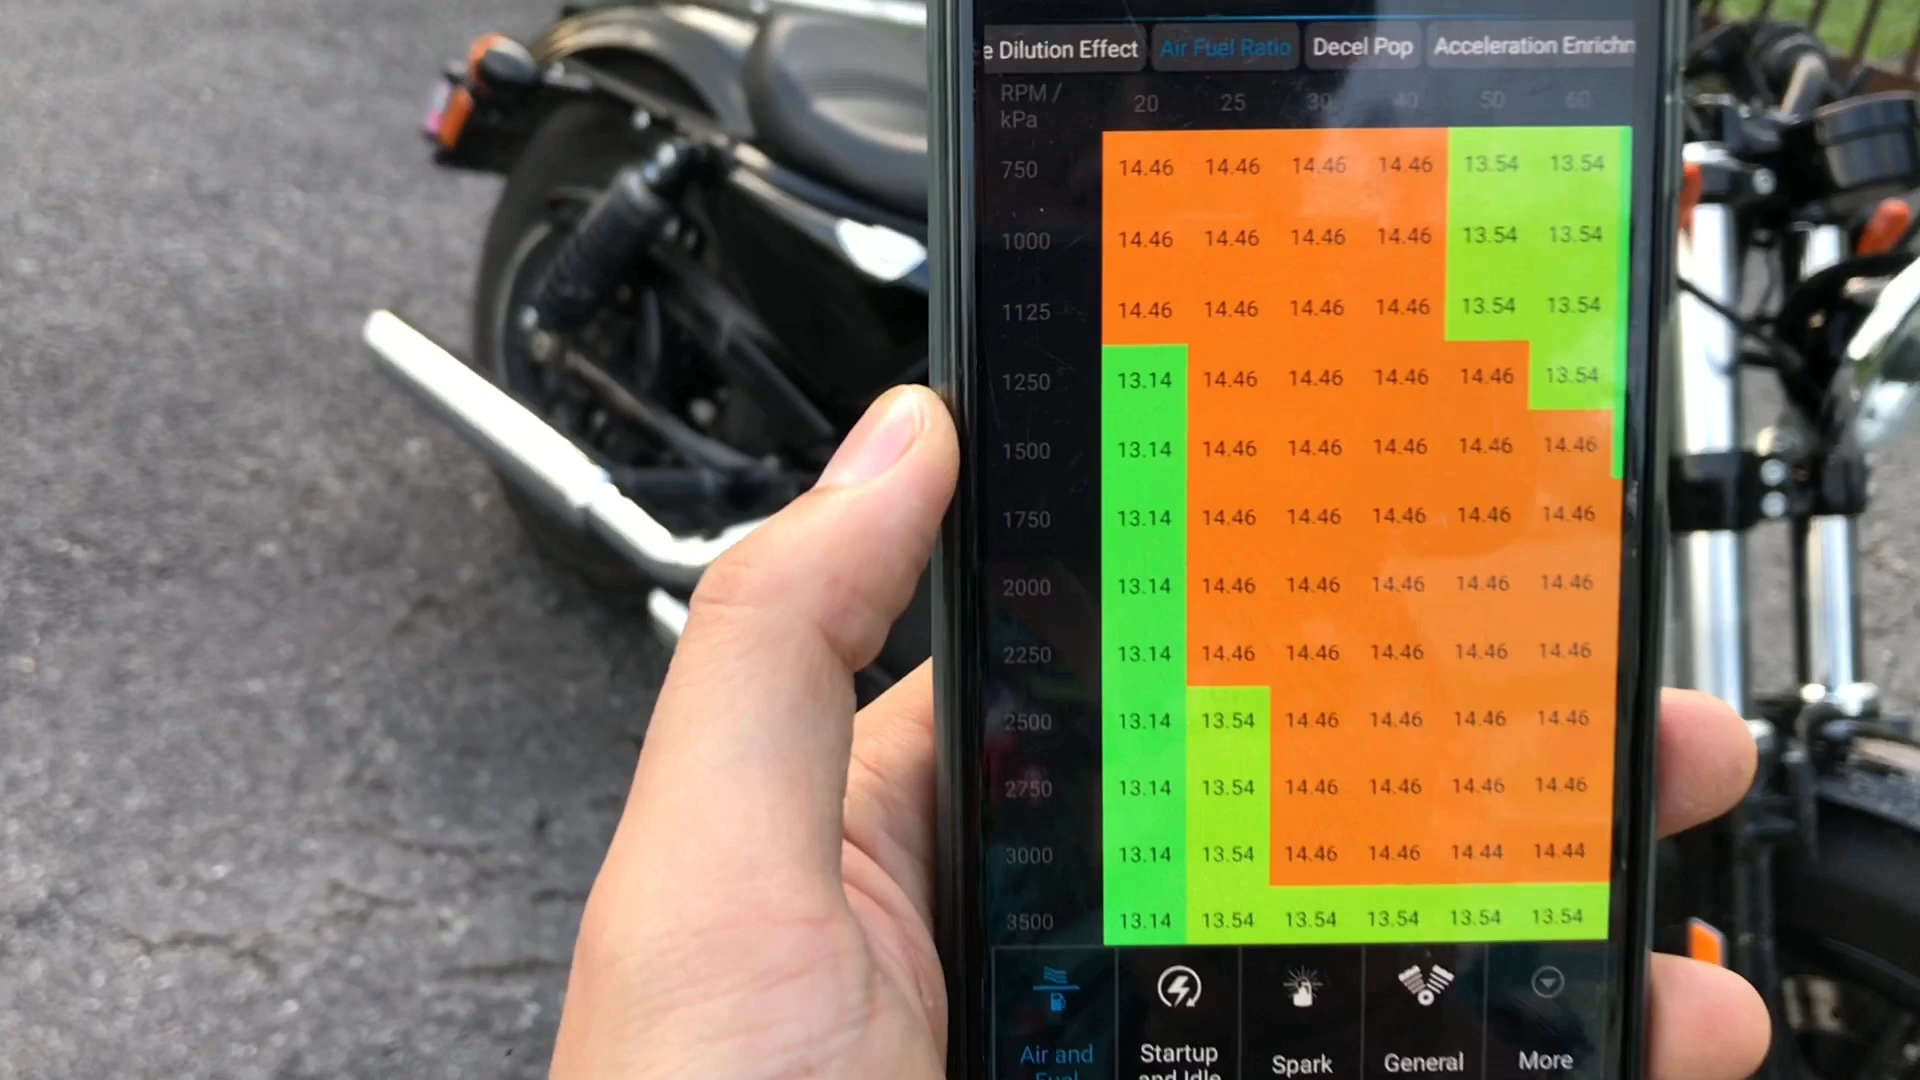 e Dilution Effect Air Fuel Ratio Decel Pop Acceleration Enrichn
RPM / kPa 20 25 30 40 50 60
750 14.46 14.46 14.46 14.46 13.54 13.54
1000 14.46 14.46 14.46 14.46 13.54 13.54
1125 14.46 14.46 14.46 14.46 13.54 13.54
1250 13.14 14.46 14.46 14.46 14.46 13.54
1500 13.14 14.46 14.46 14.46 14.46 14.46
1750 13.14 14.46 14.46 14.46 14.46 14.46
2000 13.14 14.46 14.46 14.46 14.46 14.46
2250 13.14 14.46 14.46 14.46 14.46 14.46
2500 13.14 13.54 14.46 14.46 14.46 14.46
2750 13.14 13.54 14.46 14.46 14.46 14.46
3000 13.14 13.54 14.46 14.46 14.44 14.44
3500 13.14 13.54 13.54 13.54 13.54 13.54
Air and Fuel
Startup and Idle
Spark
General
More